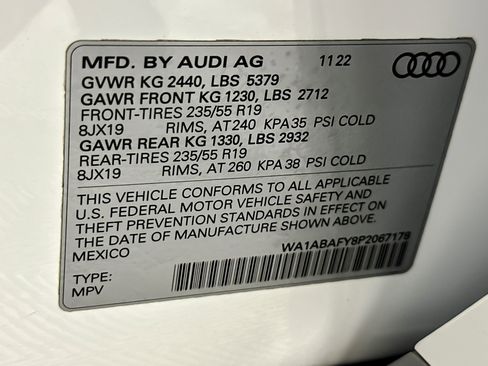 MFD. BY AUDI AG 11 22
GVWR KG 2440, LBS 5379
GAWR FRONT KG 1230, LBS 2712
FRONT-TIRES 235/55 R19
8JX19 RIMS, AT 240 KPA 35 PSI COLD
GAWR REAR KG 1330, LBS 2932
REAR-TIRES 235/55 R19
8JX19 RIMS, AT 260 KPA 38 PSI COLD
THIS VEHICLE CONFORMS TO ALL APPLICABLE
U.S. FEDERAL MOTOR VEHICLE SAFETY AND
THEFT PREVENTION STANDARDS IN EFFECT ON
THE DATE OF MANUFACTURE SHOWN ABOVE.
MEXICO
WA1ABAFY8P2067178
TYPE:
MPV